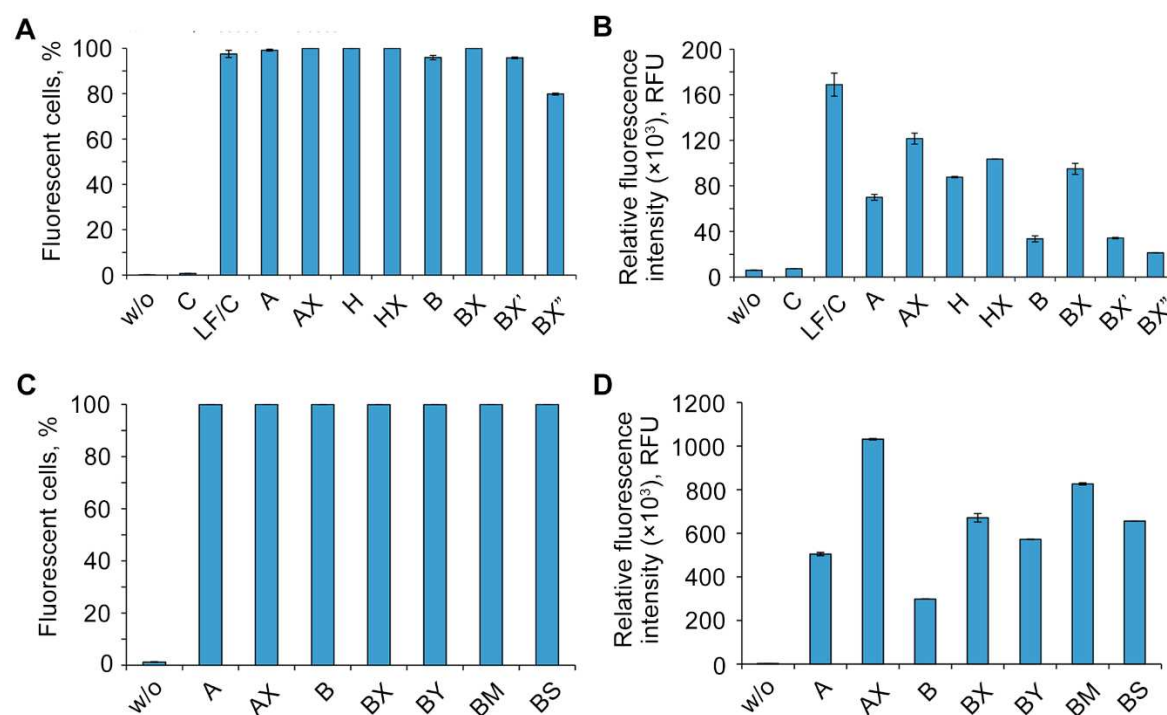 A
Fluorescent cells, %
100
80
60
40
20
0
w/o C LF/C A AX H HX B BX BX' BX"
B
Relative fluorescence
intensity (×10³), RFU
200
160
120
80
40
0
w/o C LF/C A AX H HX B BX BX' BX"
C
Fluorescent cells, %
100
80
60
40
20
0
w/o A AX B BX BY BM BS
D
Relative fluorescence
intensity (×10³), RFU
1200
1000
800
600
400
200
0
w/o A AX B BX BY BM BS